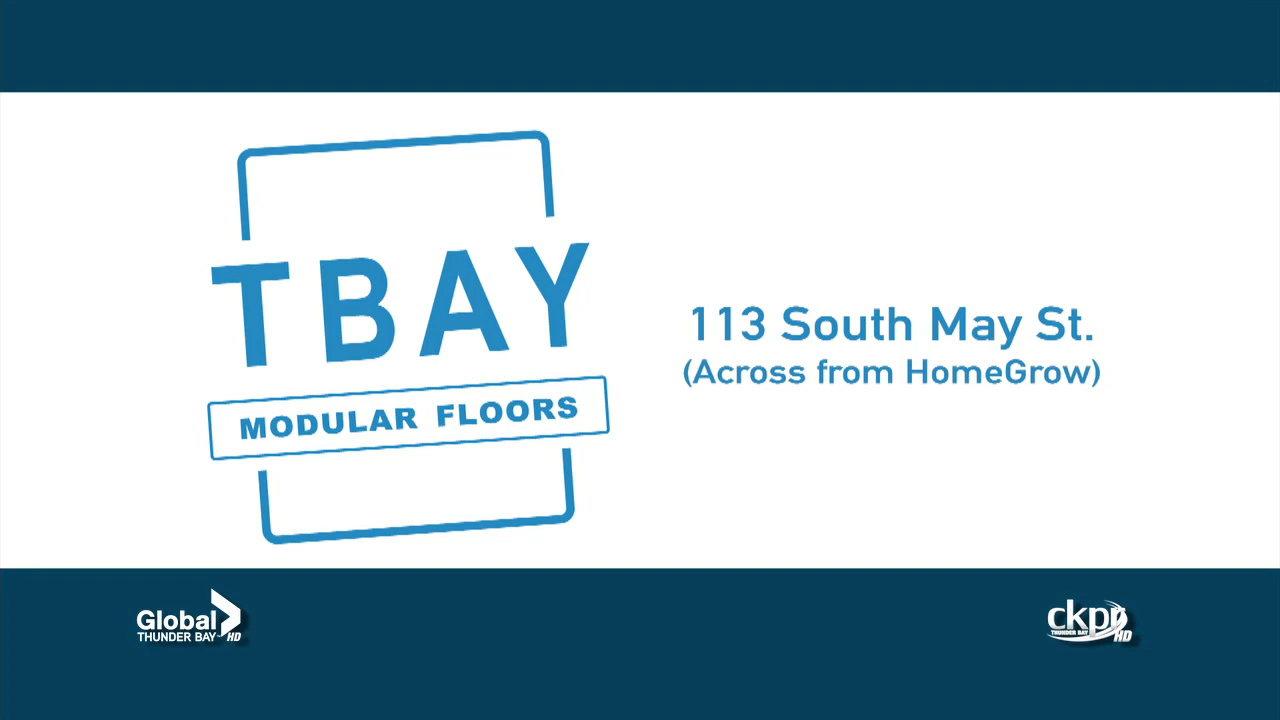 TBAY
MODULAR FLOORS
113 South May St.
(Across from HomeGrow)
Global
THUNDER BAY HD
ckpr
THUNDER BAY HD